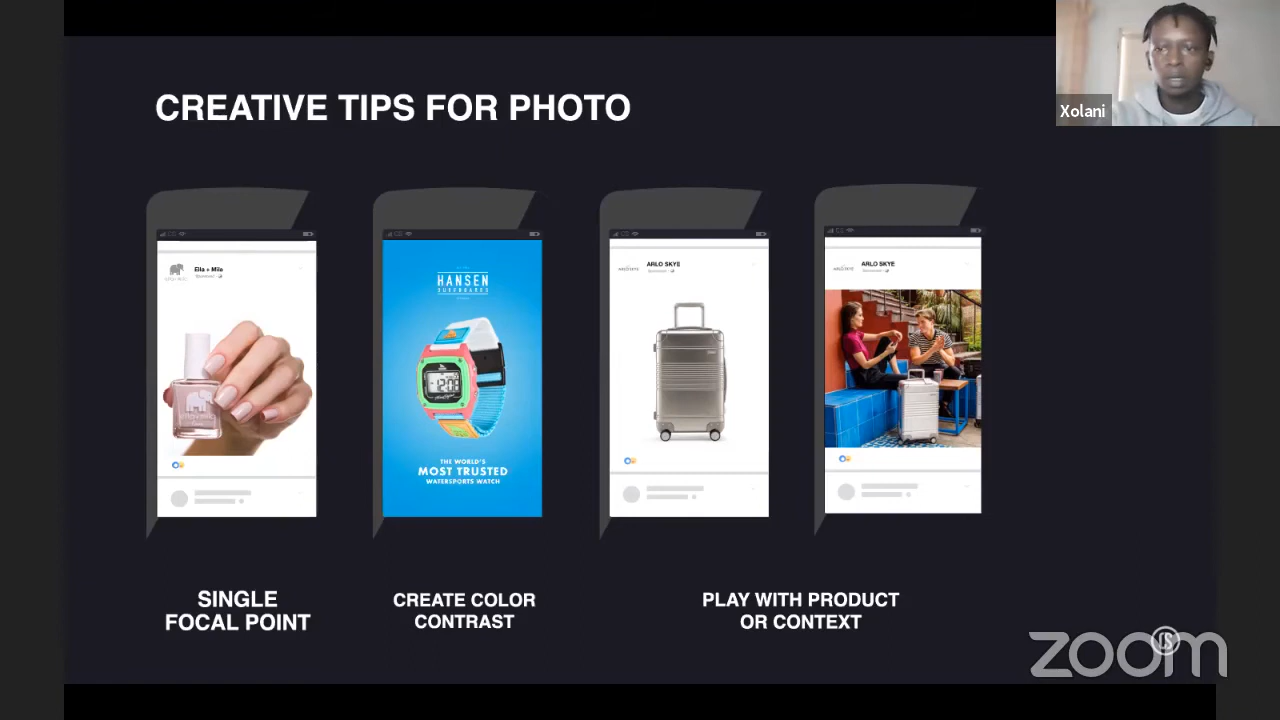 Xolani
CREATIVE TIPS FOR PHOTO
Ella + Mila
HANSEN
SURFBOARDS
THE WORLD'S
MOST TRUSTED
WATERSPORTS WATCH
ARLO SKYE
ARLO SKYE
SINGLE
FOCAL POINT
CREATE COLOR
CONTRAST
PLAY WITH PRODUCT
OR CONTEXT
zoom